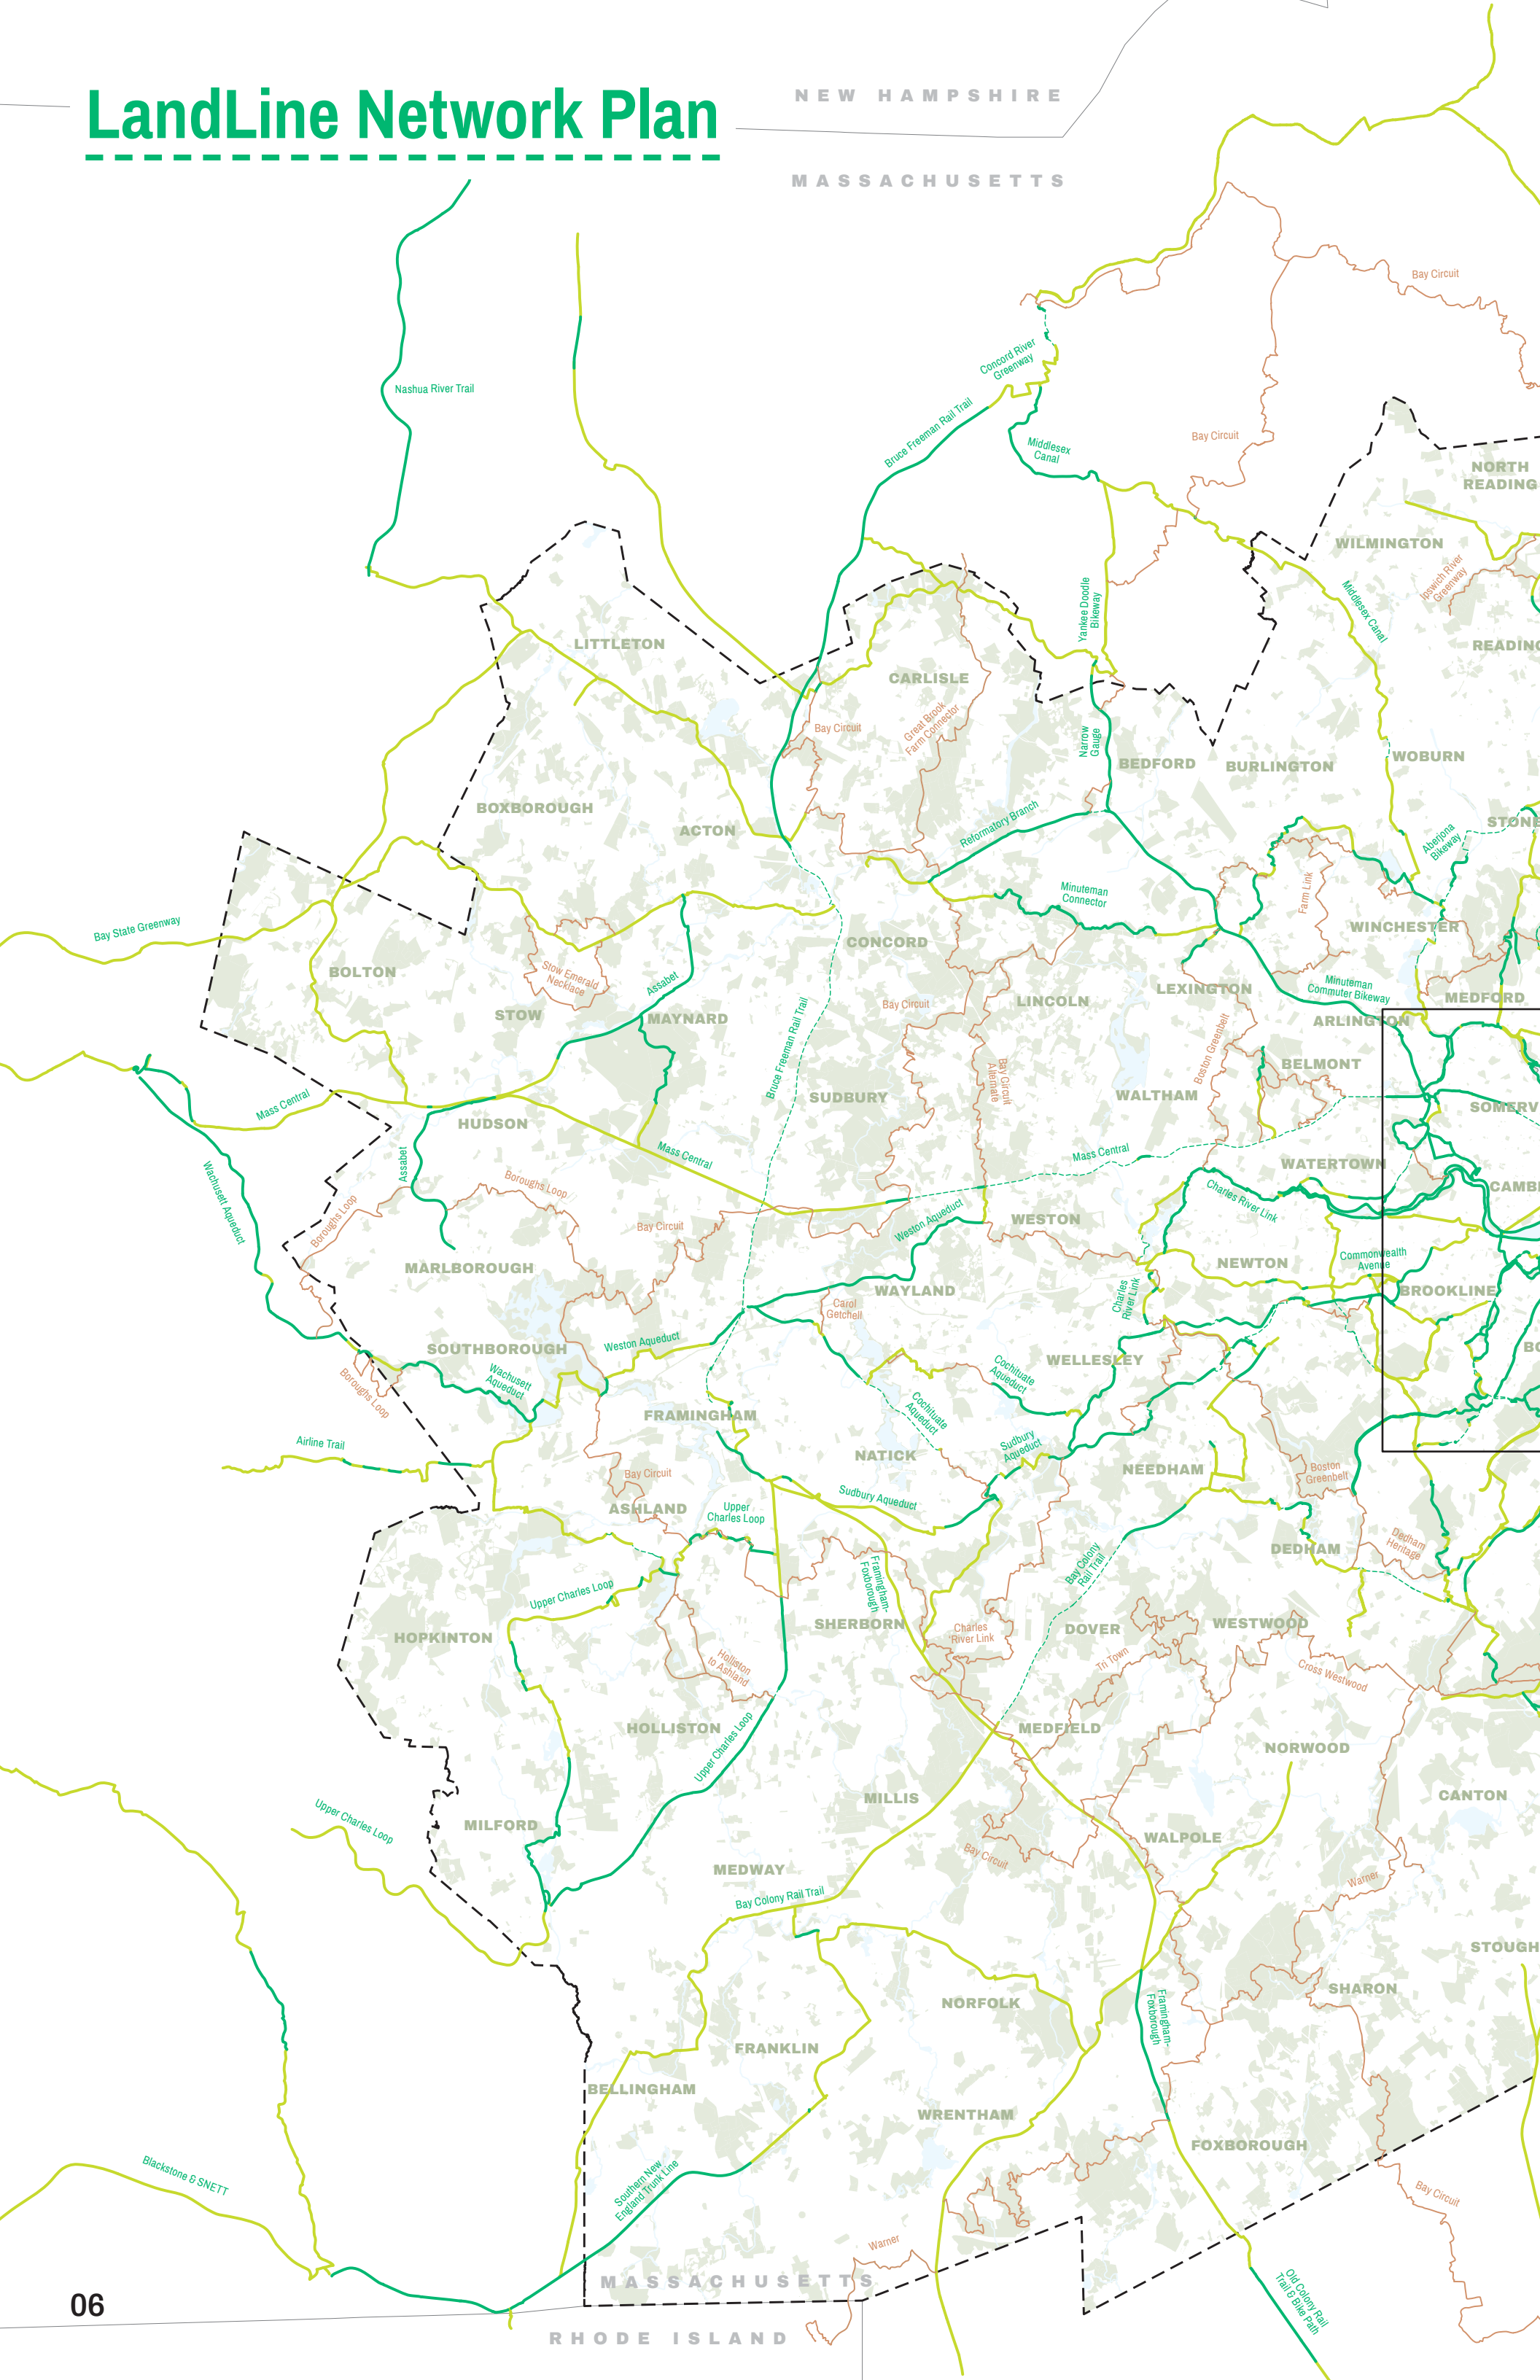 LandLine Network Plan
NEW HAMPSHIRE
MASSACHUSETTS
Bay Circuit
Concord River
Greenway
Nashua River Trail
Bruce Freeman Rail Trail
Middlesex
Canal
Bay Circuit
NORTH
READING
WILMINGTON
Ipswich River
Greenway
Yankee Doodle
Bikeway
Middlesex Canal
LITTLETON
READING
CARLISLE
Bay Circuit
Great Brook
Farm Connector
Narrow
Gauge
BEDFORD
BURLINGTON
WOBURN
BOXBOROUGH
ACTON
Reformatory Branch
STONE
Aberjona
Bikeway
Minuteman
Connector
Farm Link
Bay State Greenway
WINCHESTER
CONCORD
BOLTON
Stow Emerald
Necklace
Assabet
LEXINGTON
Minuteman
Commuter Bikeway
MEDFORD
STOW
MAYNARD
Bay Circuit
LINCOLN
ARLINGTON
Bruce Freeman Rail Trail
Boston Greenbelt
BELMONT
Bay Circuit
Alternate
SUDBURY
WALTHAM
Mass Central
SOMERV
HUDSON
Mass Central
Mass Central
WATERTOWN
Assabet
Wachusett Aqueduct
Boroughs Loop
Boroughs Loop
CAMBI
Charles River Link
Bay Circuit
Weston Aqueduct
WESTON
MARLBOROUGH
NEWTON
Commonwealth
Avenue
WAYLAND
Charles
River Link
BROOKLINE
Carol
Getchell
SOUTHBOROUGH
Weston Aqueduct
BO
WELLESLEY
Wachusett
Aqueduct
Cochituate
Aqueduct
Boroughs Loop
FRAMINGHAM
Cochituate
Aqueduct
Airline Trail
NATICK
Sudbury
Aqueduct
NEEDHAM
Bay Circuit
Boston
Greenbelt
Sudbury Aqueduct
ASHLAND
Upper
Charles Loop
DEDHAM
Dedham
Heritage
Bay Colony
Rail Trail
Framingham-
Foxborough
Upper Charles Loop
SHERBORN
Charles
River Link
DOVER
WESTWOOD
HOPKINTON
Holliston
to Ashland
Tri Town
Cross Westwood
HOLLISTON
Upper Charles Loop
MEDFIELD
NORWOOD
MILLIS
CANTON
Upper Charles Loop
MILFORD
WALPOLE
Bay Circuit
MEDWAY
Warner
Bay Colony Rail Trail
STOUGH
SHARON
NORFOLK
Framingham-
Foxborough
FRANKLIN
BELLINGHAM
WRENTHAM
FOXBOROUGH
Blackstone & SNETT
Southern New
England Trunk Line
Bay Circuit
Warner
MASSACHUSETTS
Old Colony Rail
Trail & Bike Path
06
RHODE ISLAND